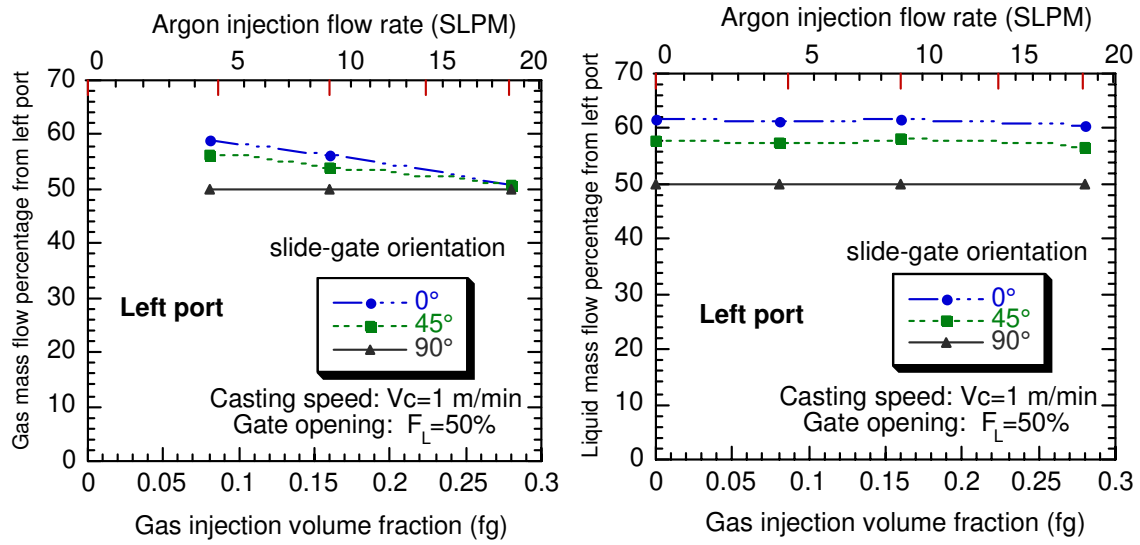 Argon injection flow rate (SLPM)
0 5 10 15 20
Gas mass flow percentage from left port
70
60
50
40
30
20
10
0
slide-gate orientation
0°
45°
90°
Left port
Casting speed: Vc=1 m/min
Gate opening: F_L=50%
0 0.05 0.1 0.15 0.2 0.25 0.3
Gas injection volume fraction (fg)
Argon injection flow rate (SLPM)
0 5 10 15 20
Liquid mass flow percentage from left port
70
60
50
40
30
20
10
0
slide-gate orientation
0°
45°
90°
Left port
Casting speed: Vc=1 m/min
Gate opening: F_L=50%
0 0.05 0.1 0.15 0.2 0.25 0.3
Gas injection volume fraction (fg)